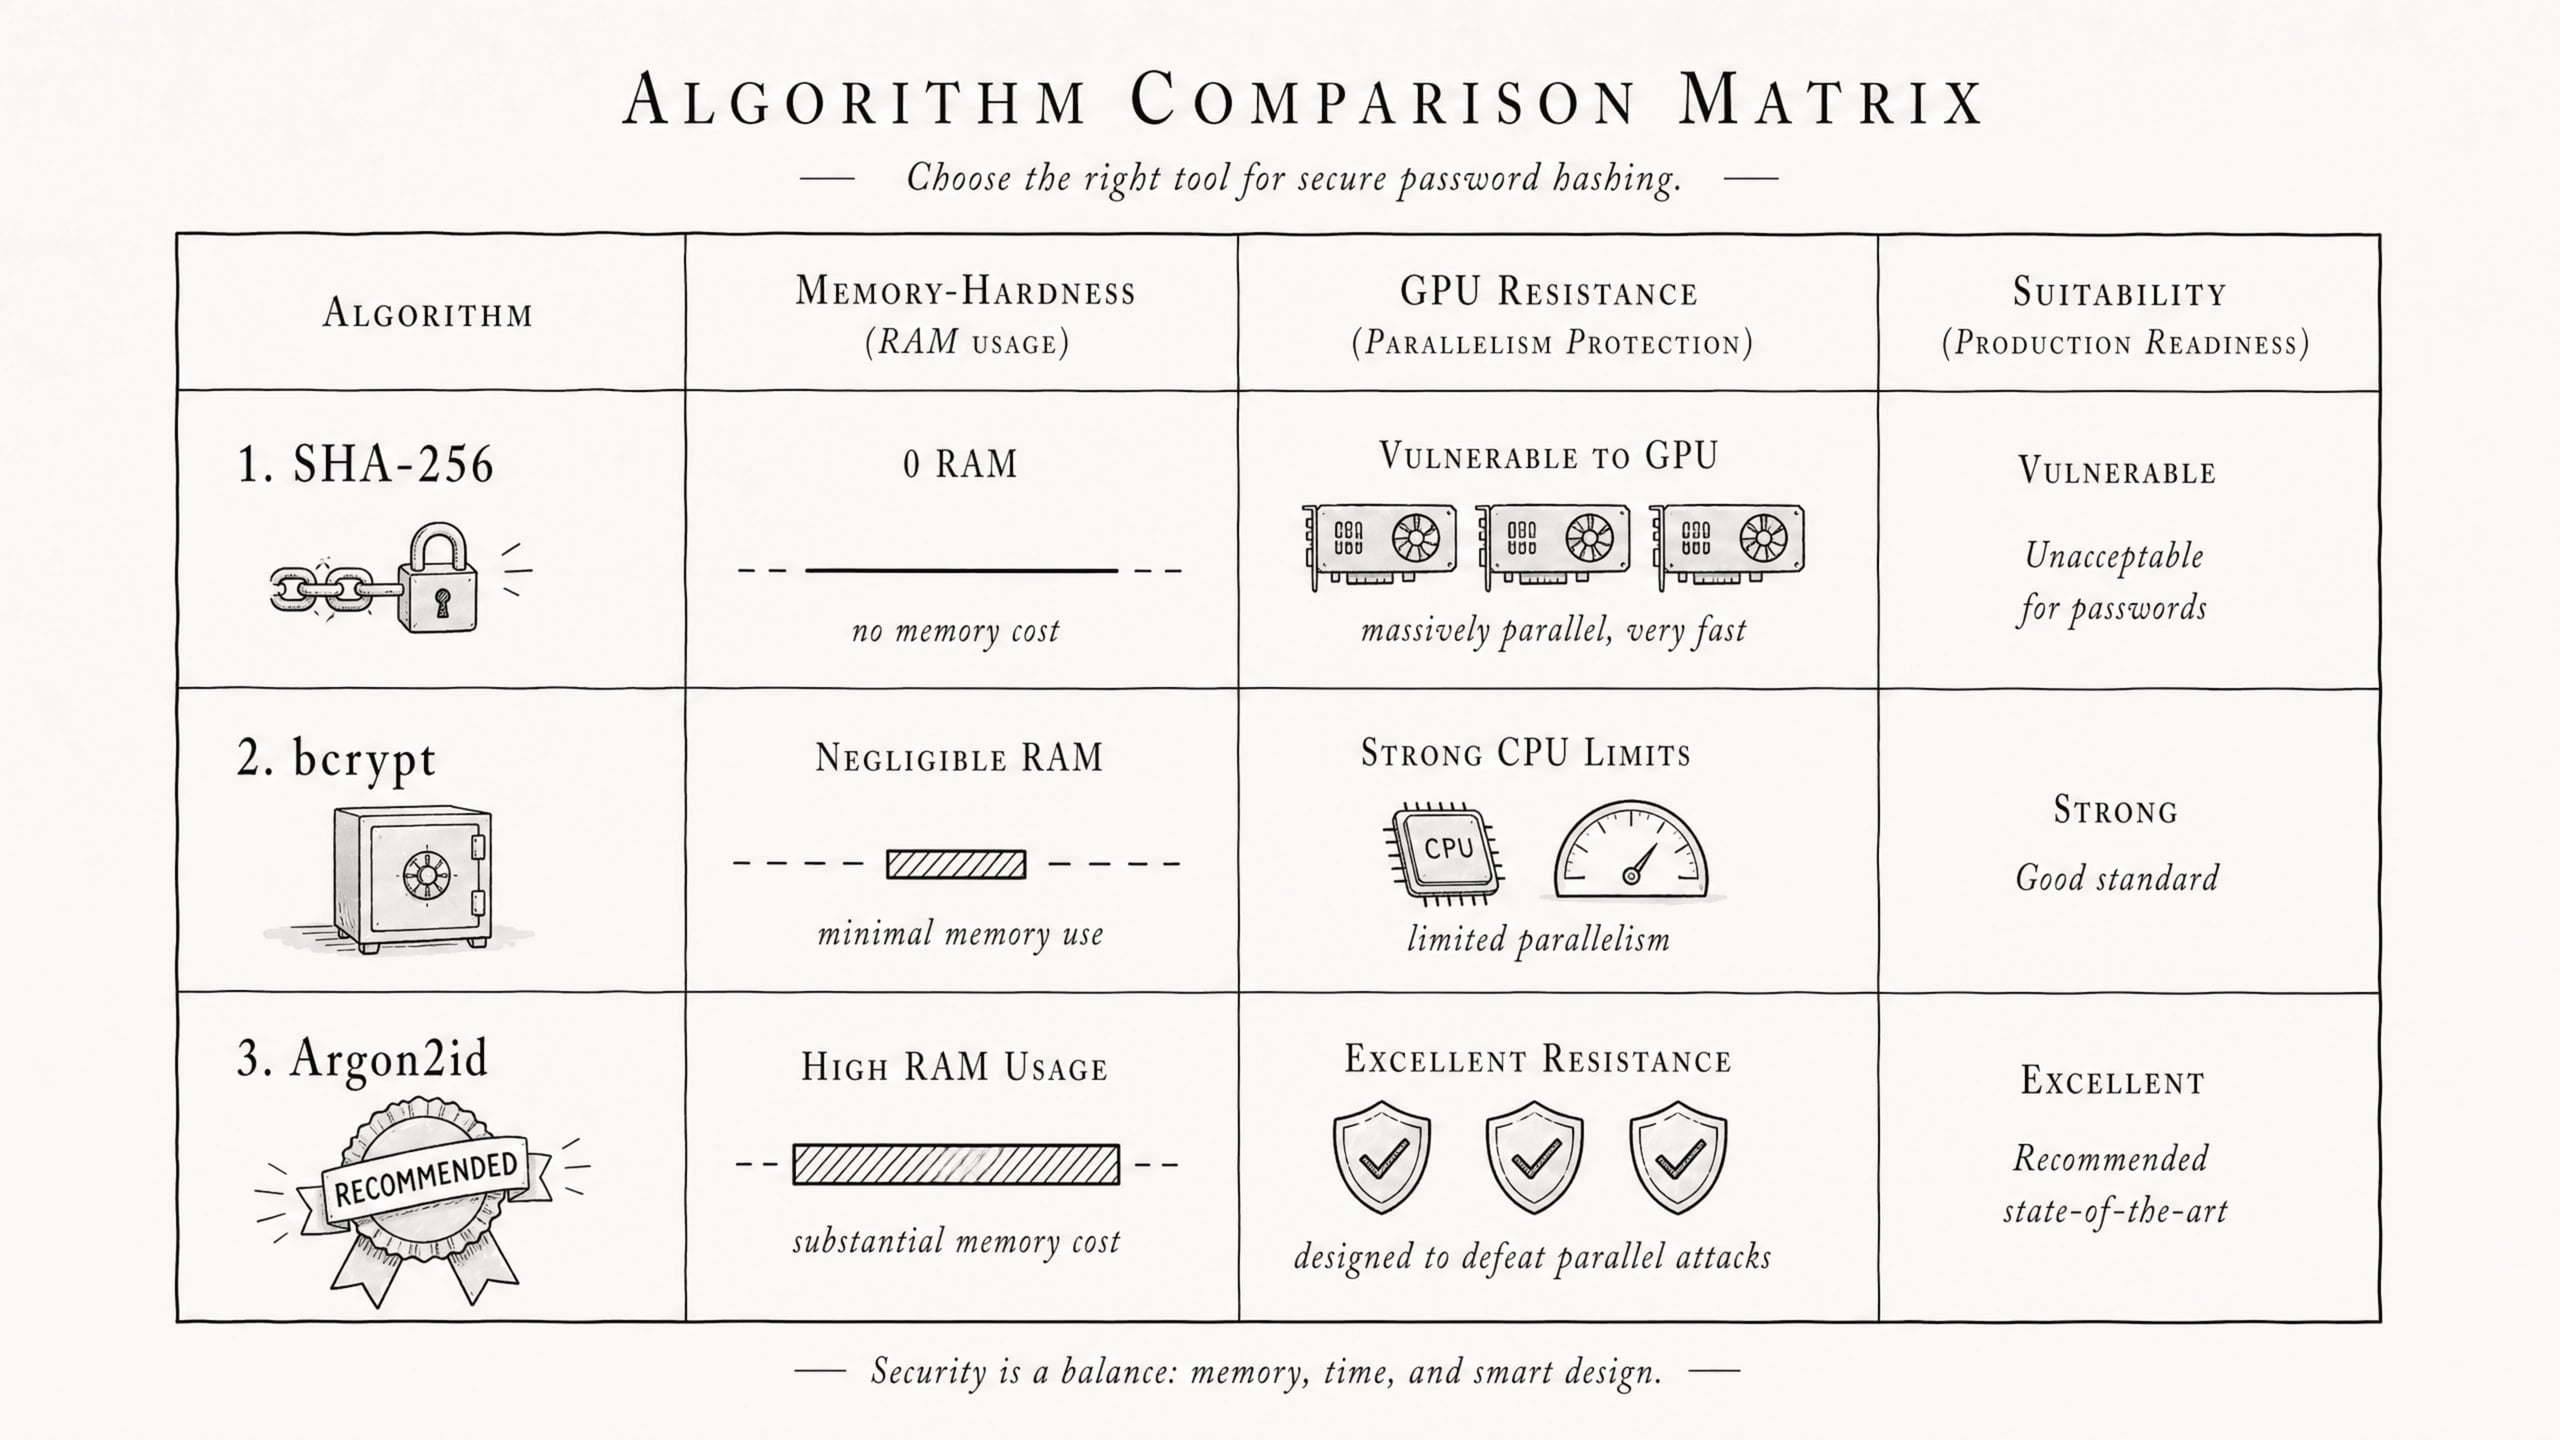 Algorithm Comparison Matrix
Choose the right tool for secure password hashing.
Algorithm
Memory-Hardness
(RAM usage)
GPU Resistance
(Parallelism Protection)
Suitability
(Production Readiness)
1. SHA-256
0 RAM
no memory cost
Vulnerable to GPU
massively parallel, very fast
Vulnerable
Unacceptable
for passwords
2. bcrypt
Negligible RAM
minimal memory use
Strong CPU Limits
CPU
limited parallelism
Strong
Good standard
3. Argon2id
RECOMMENDED
High RAM Usage
substantial memory cost
Excellent Resistance
designed to defeat parallel attacks
Excellent
Recommended
state-of-the-art
Security is a balance: memory, time, and smart design.